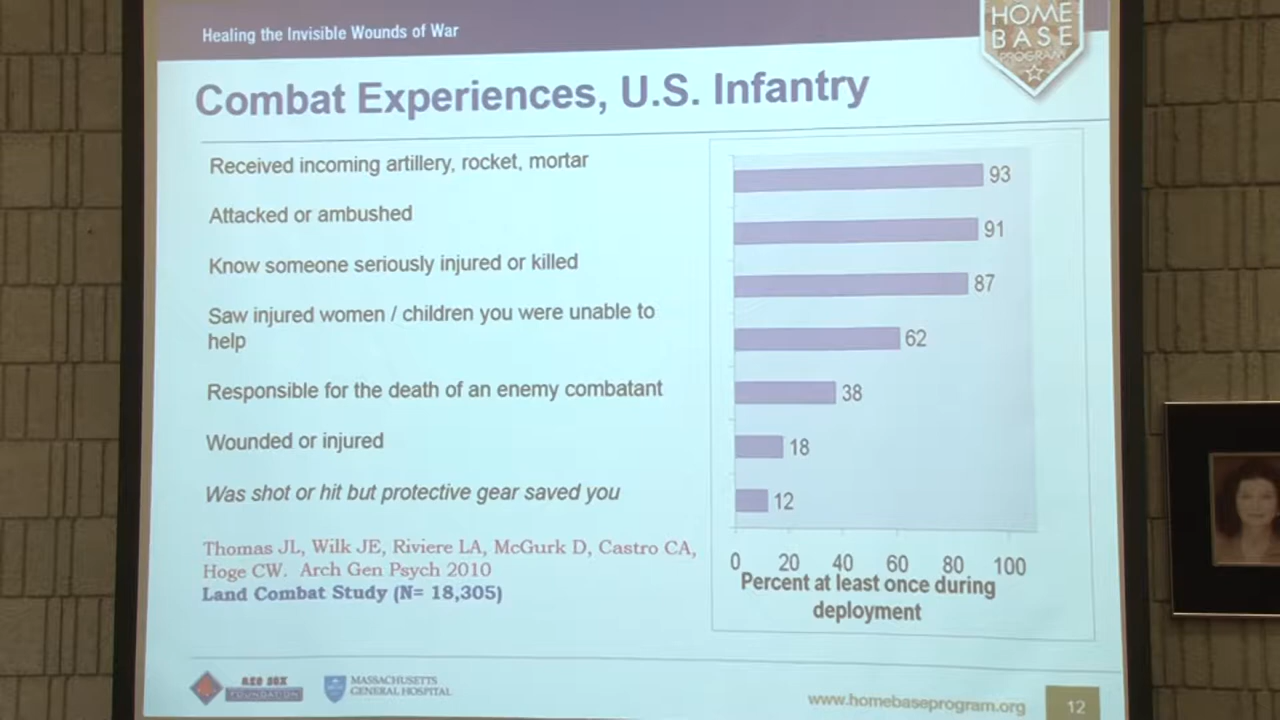 Healing the Invisible Wounds of War
HOME
BASE
PROGRAM
Combat Experiences, U.S. Infantry
Received incoming artillery, rocket, mortar
93
Attacked or ambushed
91
Know someone seriously injured or killed
87
Saw injured women / children you were unable to
help
62
Responsible for the death of an enemy combatant
38
Wounded or injured
18
Was shot or hit but protective gear saved you
12
0 20 40 60 80 100
Percent at least once during
deployment
Thomas JL, Wilk JE, Riviere LA, McGurk D, Castro CA,
Hoge CW. Arch Gen Psych 2010
Land Combat Study (N= 18,305)
RED SOX
FOUNDATION
MASSACHUSETTS
GENERAL HOSPITAL
www.homebaseprogram.org
12